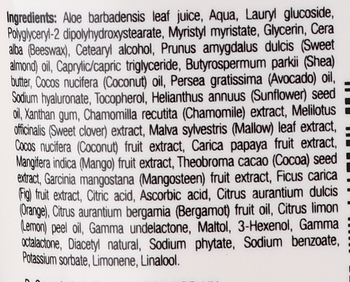 Ingredients: Aloe barbadensis leaf juice, Aqua, Lauryl glucoside,
Polyglyceryl-2 dipolyhydroxystearate, Myristyl myristate, Glycerin, Cera
alba (Beeswax), Cetearyl alcohol, Prunus amygdalus dulcis (Sweet
almond) oil, Caprylic/capric triglyceride, Butyrospermum parkii (Shea)
butter, Cocos nucifera (Coconut) oil, Persea gratissima (Avocado) oil,
Sodium hyaluronate, Tocopherol, Helianthus annuus (Sunflower) seed
oil, Xanthan gum, Chamomilla recutita (Chamomile) extract, Melilotus
officinalis (Sweet clover) extract, Malva sylvestris (Mallow) leaf extract,
Cocos nucifera (Coconut) fruit extract, Carica papaya fruit extract,
Mangifera indica (Mango) fruit extract, Theobroma cacao (Cocoa) seed
extract, Garcinia mangostana (Mangosteen) fruit extract, Ficus carica
(Fig) fruit extract, Citric acid, Ascorbic acid, Citrus aurantium dulcis
(Orange), Citrus aurantium bergamia (Bergamot) fruit oil, Citrus limon
(Lemon) peel oil, Gamma undelactone, Maltol, 3-Hexenol, Gamma
octalactone, Diacetyl natural, Sodium phytate, Sodium benzoate,
Potassium sorbate, Limonene, Linalool.